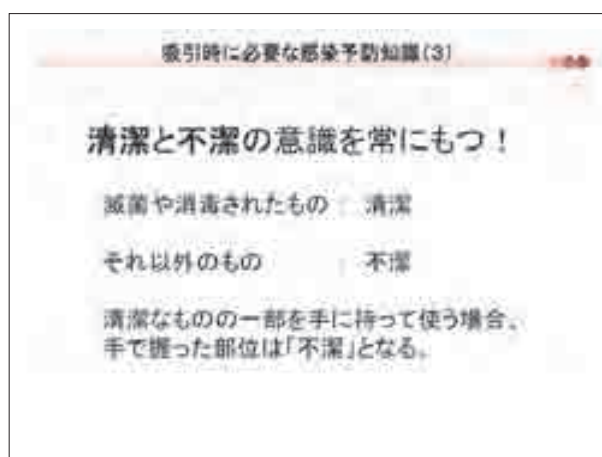 吸引時に必要な感染予防知識(3)
清潔と不潔の意識を常にもつ！
滅菌や消毒されたもの : 清潔
それ以外のもの : 不潔
清潔なものの一部を手に持って使う場合、
手で握った部位は「不潔」となる。